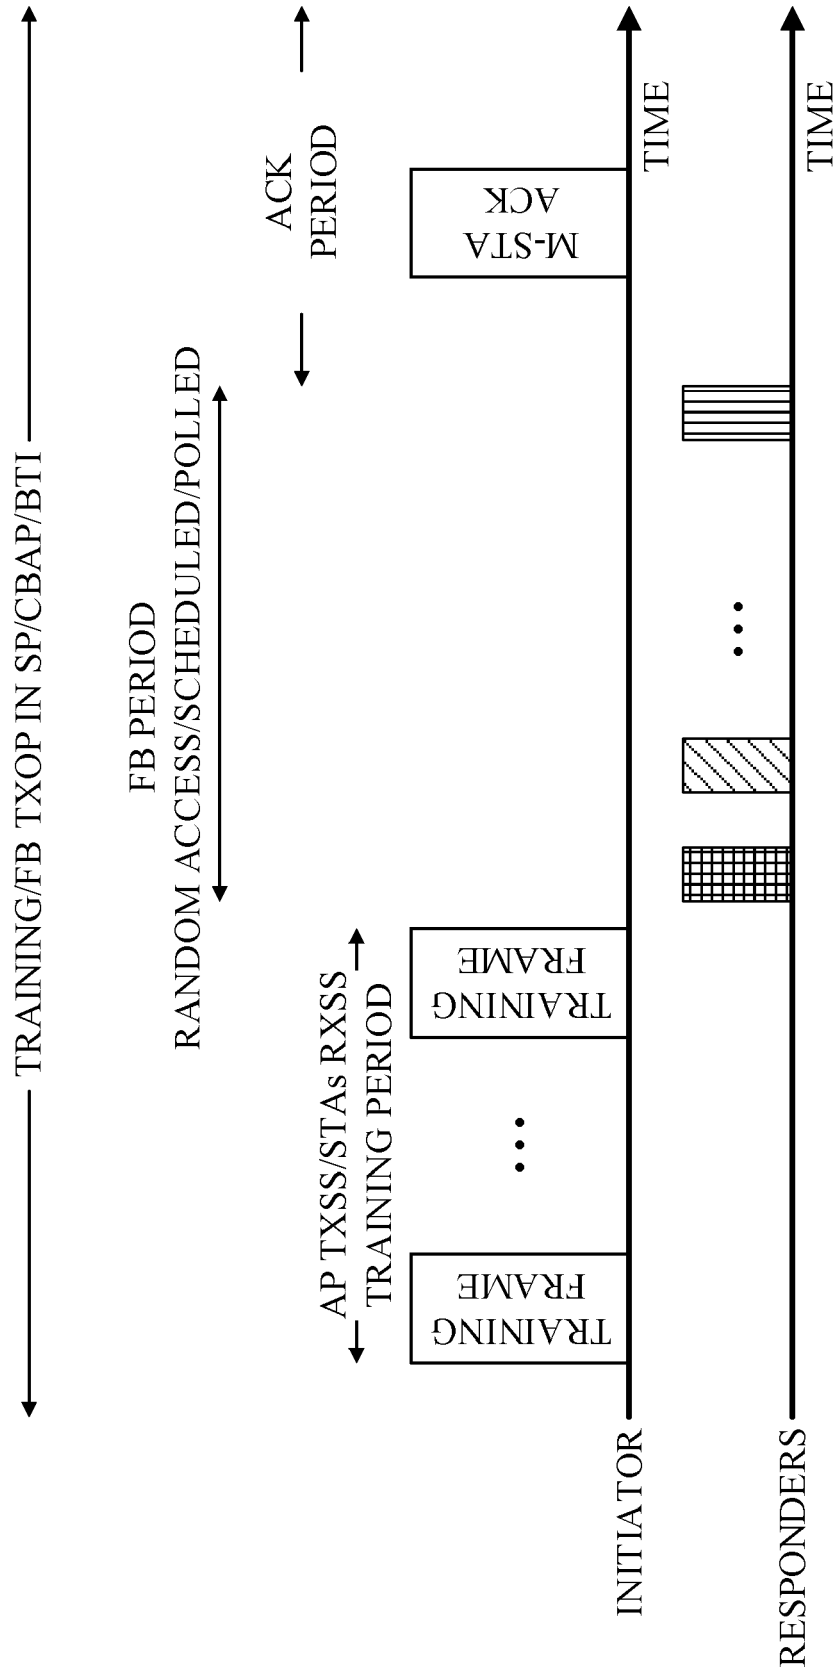 TRAINING/FB TXOP IN SP/CBAP/BTI
FB PERIOD
RANDOM ACCESS/SCHEDULED/POLLED
ACK
PERIOD
AP TXSS/STAs RXSS
TRAINING PERIOD
TRAINING
FRAME
TRAINING
FRAME
M-STA
ACK
INITIATOR
TIME
RESPONDERS
TIME